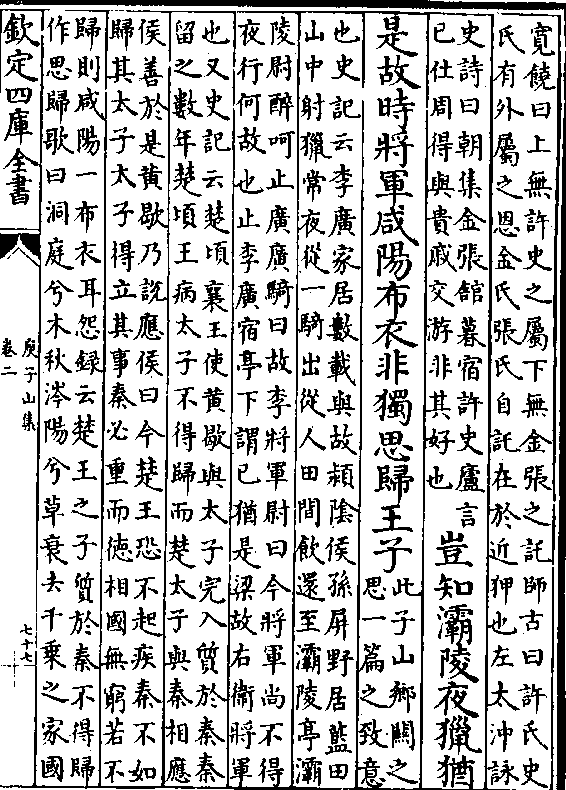 寬饒曰上無許史之屬下無金張之託師古曰許氏史
氏有外屬之恩金氏張氏自託在於近狎也左太沖詠
史詩曰朝集金張舘暮宿許史廬言
已仕周得與貴戚交游非其好也
豈知灞陵夜獵猶
是故時將軍咸陽布衣非獨思歸王子
此子山鄉關之
思一篇之致意
也史記云李廣家居數載與故潁陰侯孫屏野居藍田
山中射獵常夜從一騎出從人田間飲還至灞陵亭灞
陵尉醉呵止廣廣騎曰故李將軍尉曰今將軍尚不得
夜行何故也止李廣宿亭下謂已猶是梁故右衛將軍
也又史記云楚頃襄王使黄歇與太子完入質於秦秦
留之數年楚頃王病太子不得歸而楚太子與秦相應
侯善於是黄歇乃說應侯曰今楚王恐不起疾秦不如
歸其太子太子得立其事秦必重而德相國無窮若不
歸則咸陽一布衣耳怨録云楚王之子質於秦不得歸
作思歸歌曰洞庭兮木秋涔陽兮草衰去千乗之家國
欽定四庫全書
庾子山集
卷二
七十七